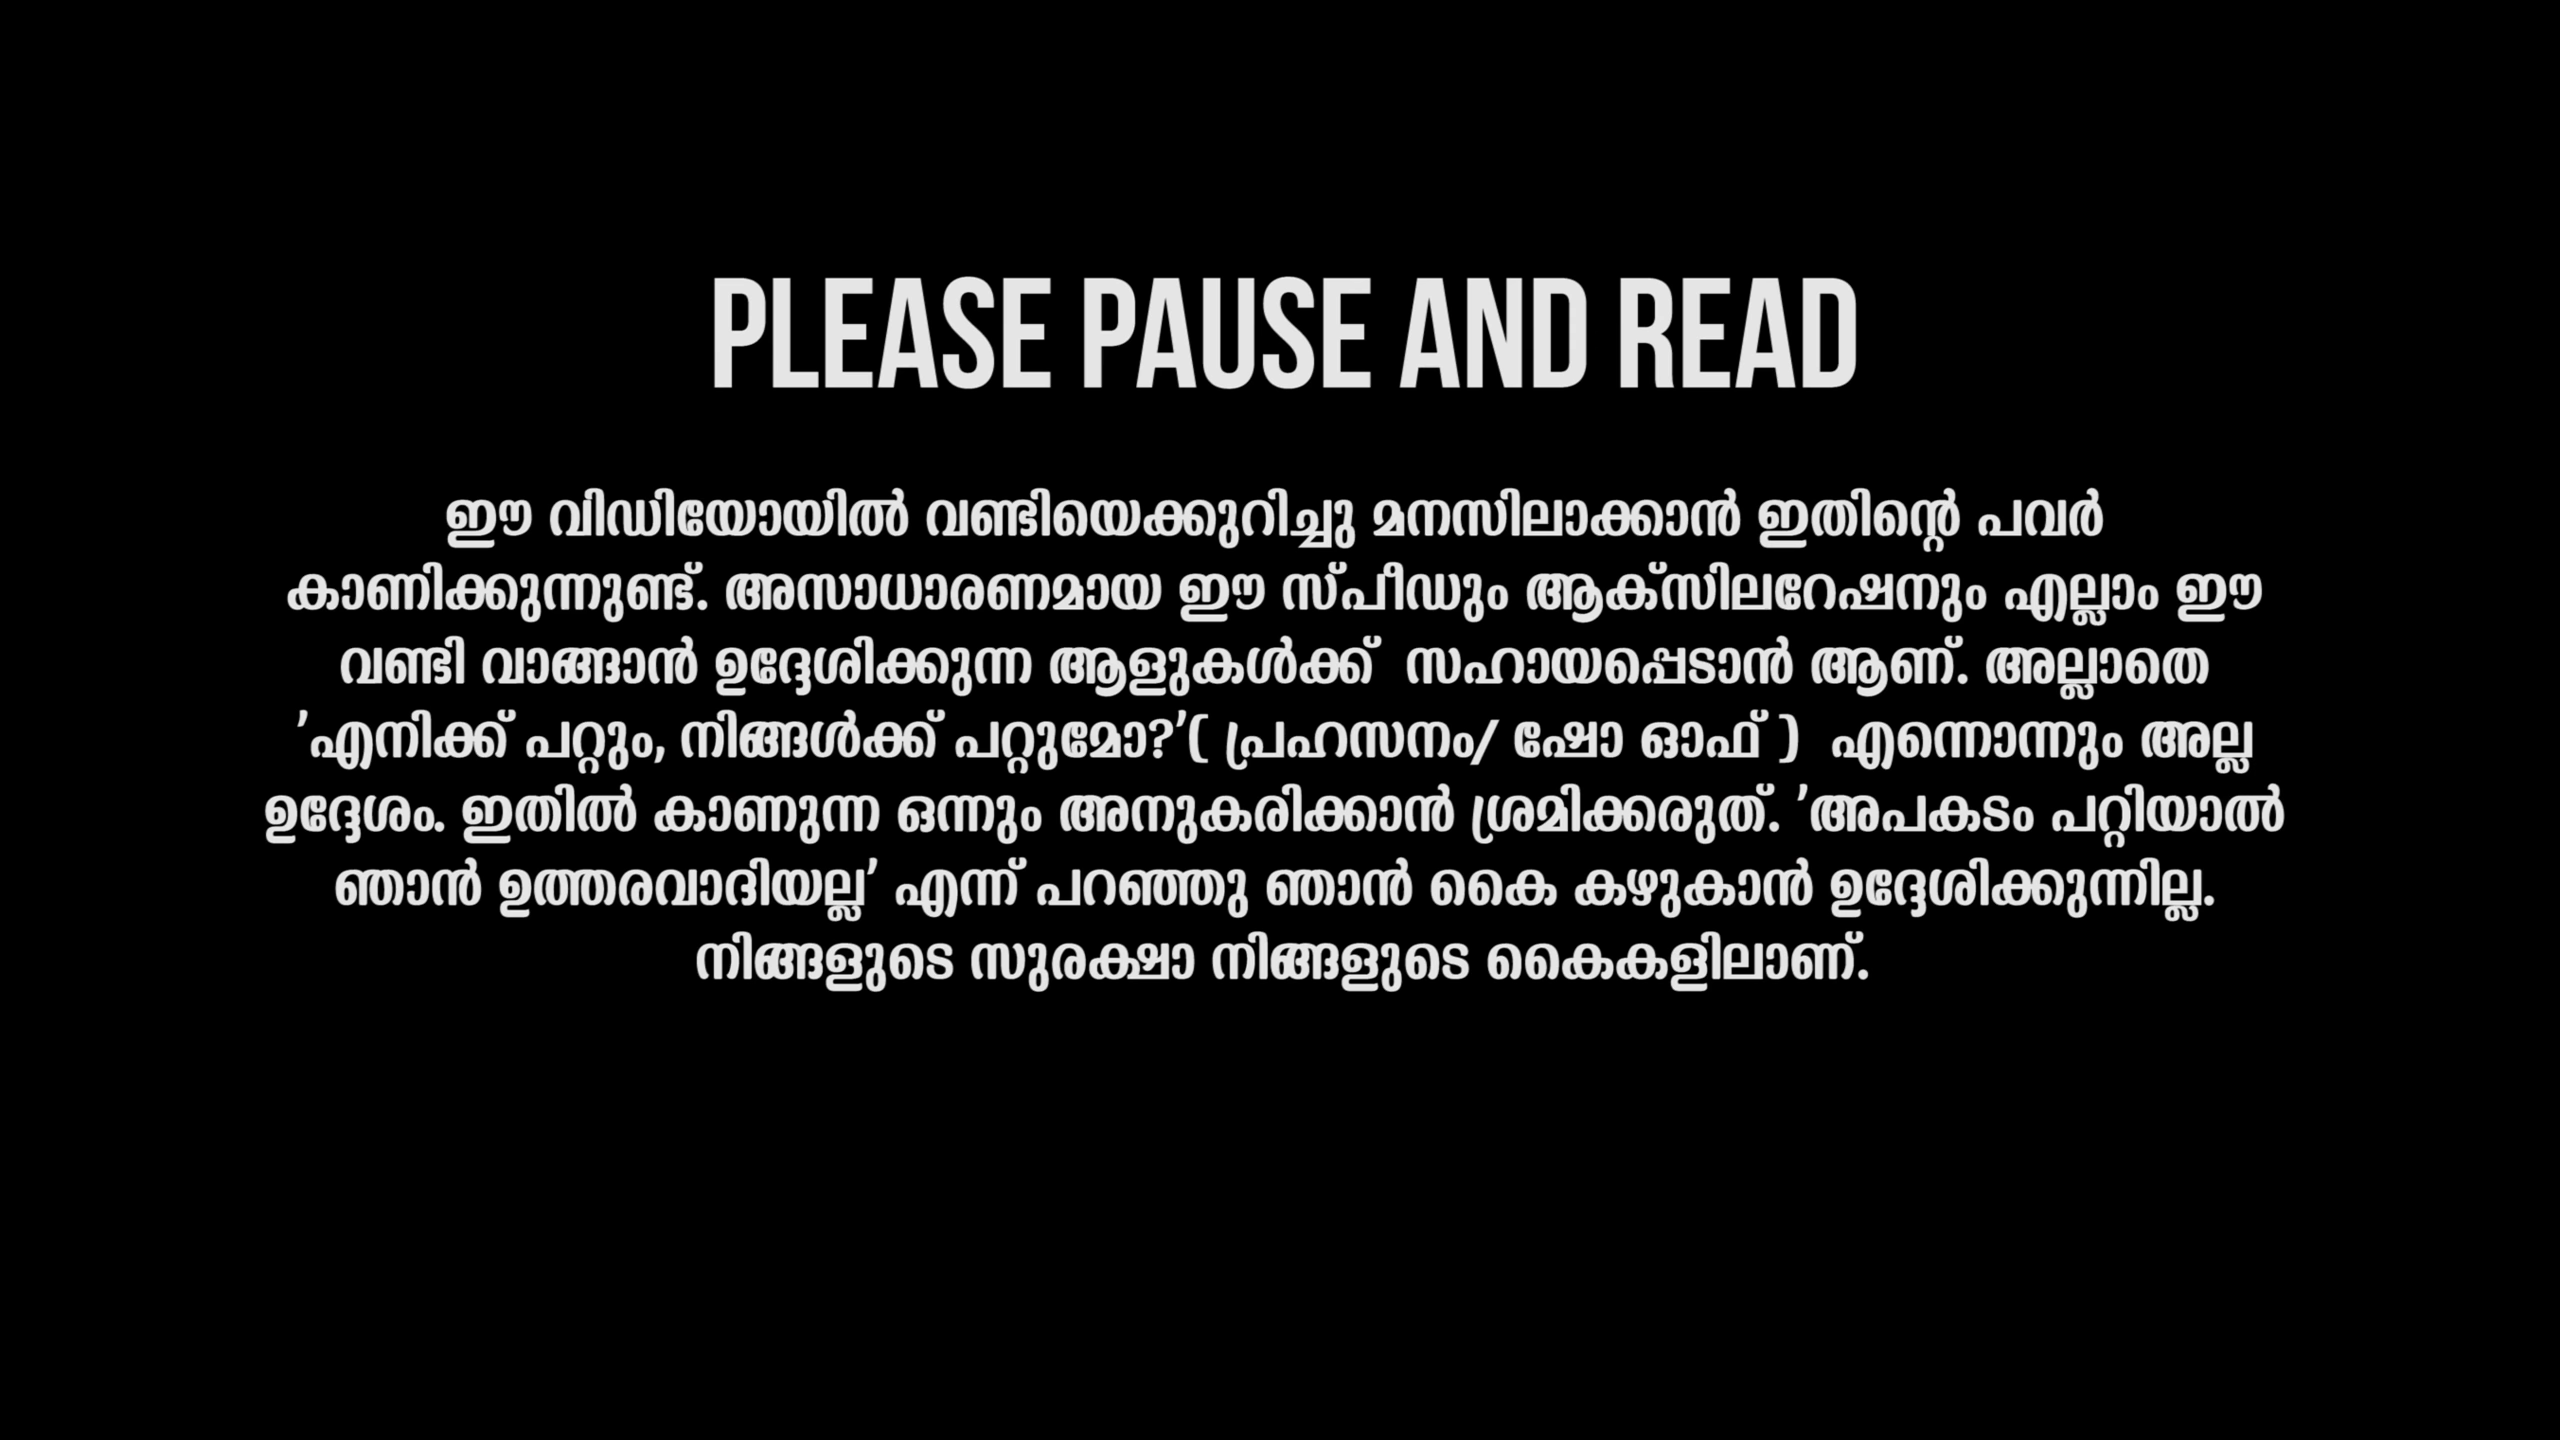 PLEASE PAUSE AND READ
ഈ വിഡിയോയിൽ വണ്ടിയെക്കുറിച്ചു മനസിലാക്കാൻ ഇതിന്റെ പവർ
കാണിക്കുന്നുണ്ട്. അസാധാരണമായ ഈ സ്പീഡും ആക്സിലറേഷനും എല്ലാം ഈ
വണ്ടി വാങ്ങാൻ ഉദ്ദേശിക്കുന്ന ആളുകൾക്ക് സഹായപ്പെടാൻ ആണ്. അല്ലാതെ
'എനിക്ക് പറ്റും, നിങ്ങൾക്ക് പറ്റുമോ?'( പ്രഹസനം/ ഷോ ഓഫ് ) എന്നൊന്നും അല്ല
ഉദ്ദേശം. ഇതിൽ കാണുന്ന ഒന്നും അനുകരിക്കാൻ ശ്രമിക്കരുത്. 'അപകടം പറ്റിയാൽ
ഞാൻ ഉത്തരവാദിയല്ല' എന്ന് പറഞ്ഞു ഞാൻ കൈ കഴുകാൻ ഉദ്ദേശിക്കുന്നില്ല.
നിങ്ങളുടെ സുരക്ഷാ നിങ്ങളുടെ കൈകളിലാണ്.